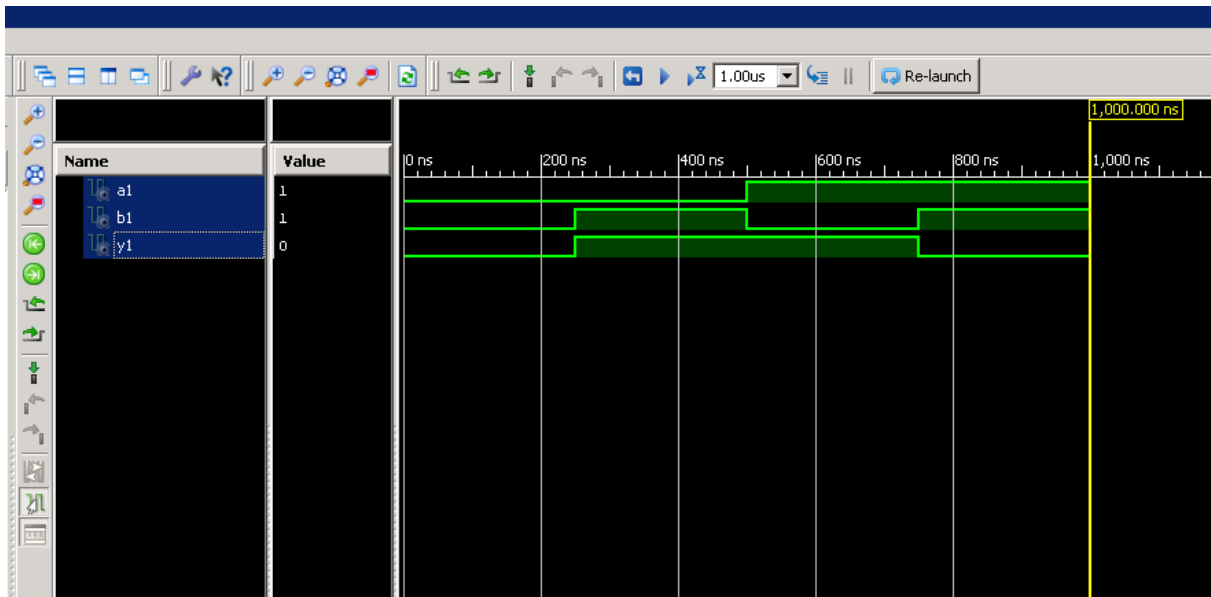 1.00us Re-launch
1,000.000 ns
Name Value 0 ns 200 ns 400 ns 600 ns 800 ns 1,000 ns
a1 1
b1 1
y1 0